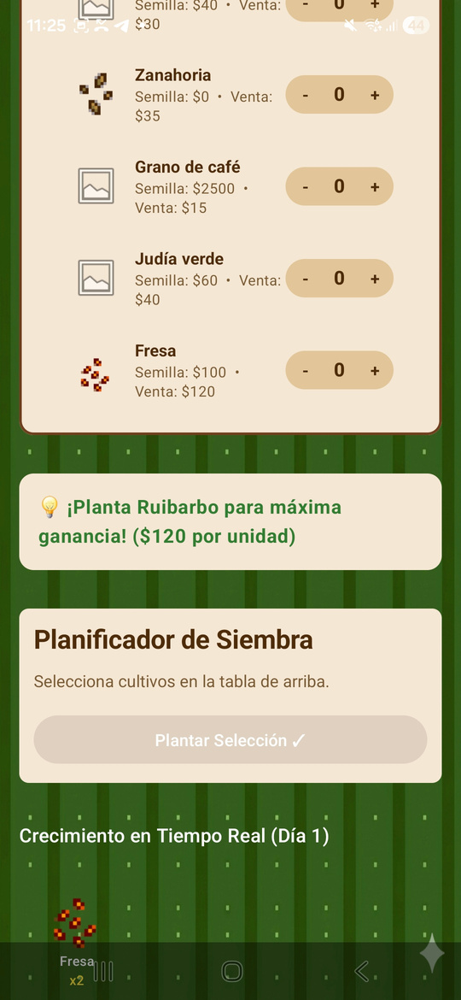 Semilla: $40 • Venta: - 0 +
11:25 44
$30
Zanahoria
Semilla: $0 • Venta: - 0 +
$35
Grano de café
Semilla: $2500 • - 0 +
Venta: $15
Judía verde
Semilla: $60 • Venta: - 0 +
$40
Fresa
Semilla: $100 • - 0 +
Venta: $120
💡 ¡Planta Ruibarbo para máxima
ganancia! ($120 por unidad)
Planificador de Siembra
Selecciona cultivos en la tabla de arriba.
Plantar Selección ✓
Crecimiento en Tiempo Real (Día 1)
Fresa
x2